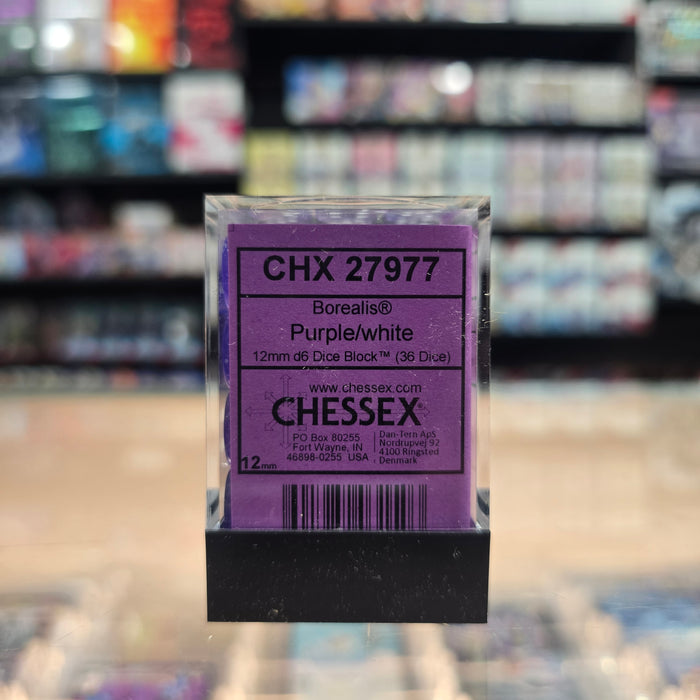 CHX 27977
Borealis®
Purple/white
12mm d6 Dice Block™ (36 Dice)
www.chessex.com
CHESSEX®
PO Box 80255
Fort Wayne, IN
46898-0255 USA
Dan-Tern ApS
Nordrupvej 92
4100 Ringsted
Denmark
12mm